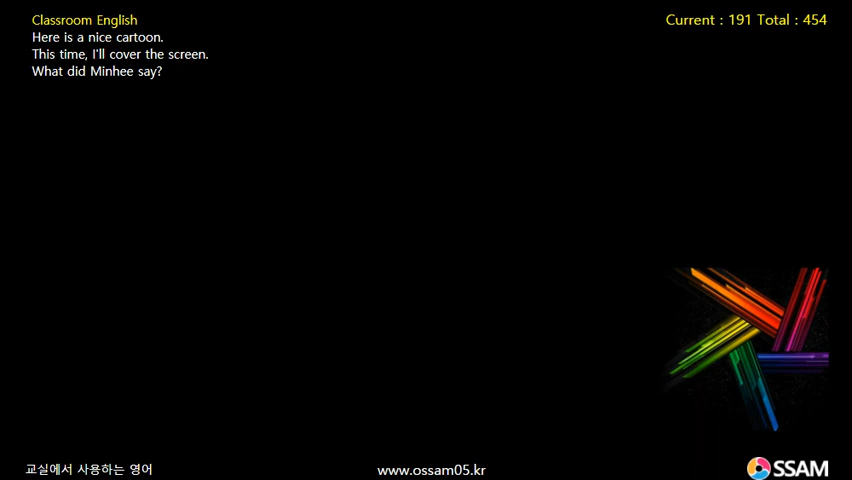 Classroom English
Here is a nice cartoon.
This time, I'll cover the screen.
What did Minhee say?
Current : 191 Total : 454
교실에서 사용하는 영어
www.ossam05.kr
OSSAM